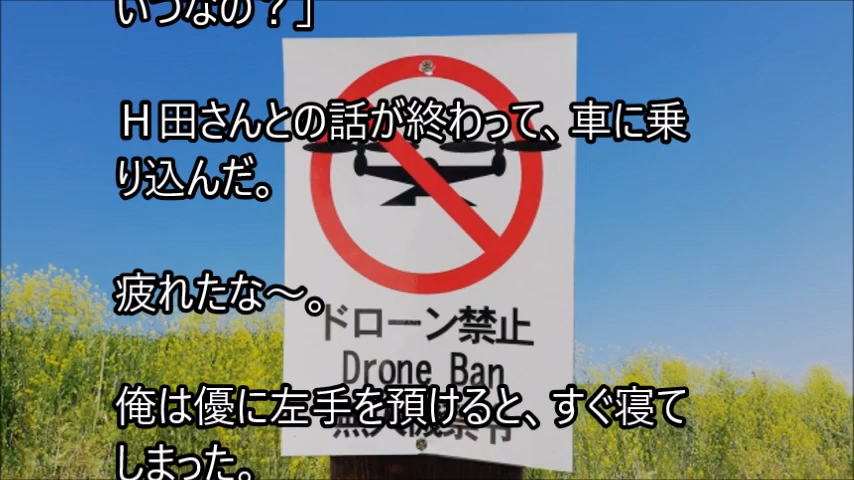 いつなの？」
Ｈ田さんとの話が終わって、車に乗
り込んだ。
疲れたな～。
ドローン禁止
Drone Ban
俺は優に左手を預けると、すぐ寝て
しまった。